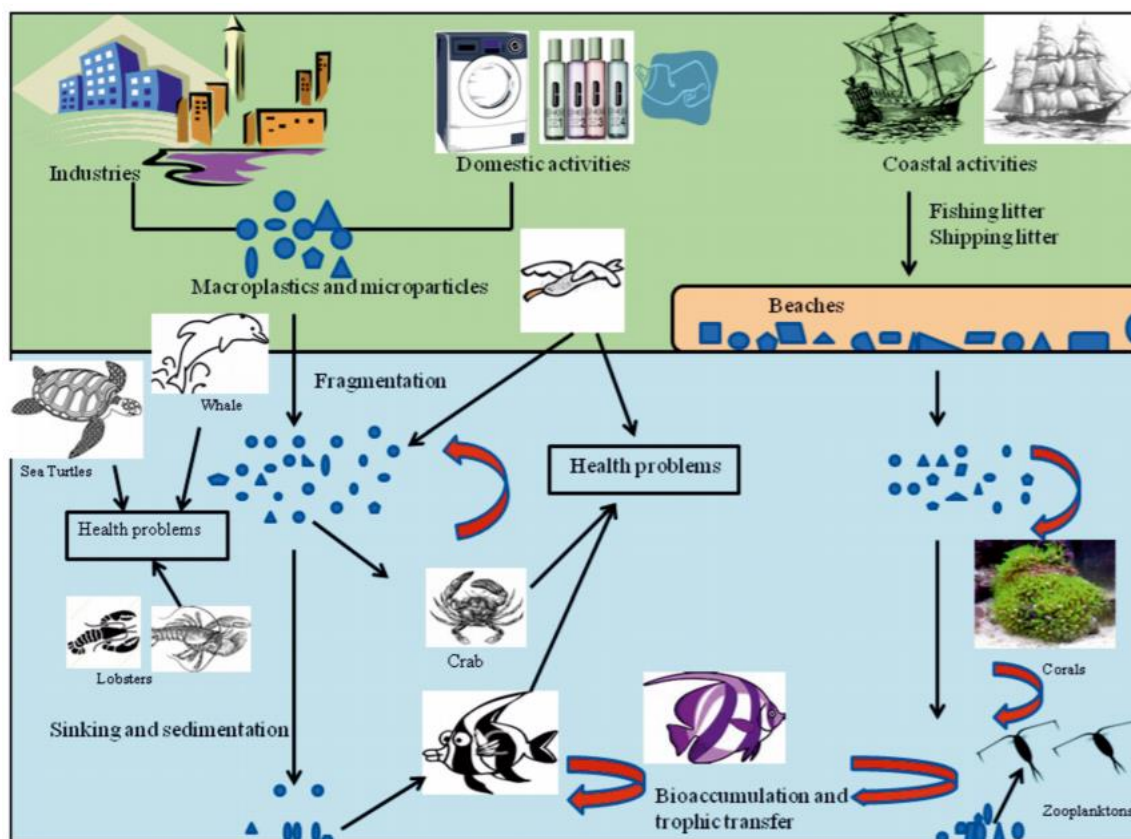 Industries
Domestic activities
Coastal activities
Fishing litter
Shipping litter
Macroplastics and microparticles
Beaches
Whale
Fragmentation
Sea Turtles
Health problems
Health problems
Crab
Lobsters
Corals
Sinking and sedimentation
Bioaccumulation and
trophic transfer
Zooplanktons